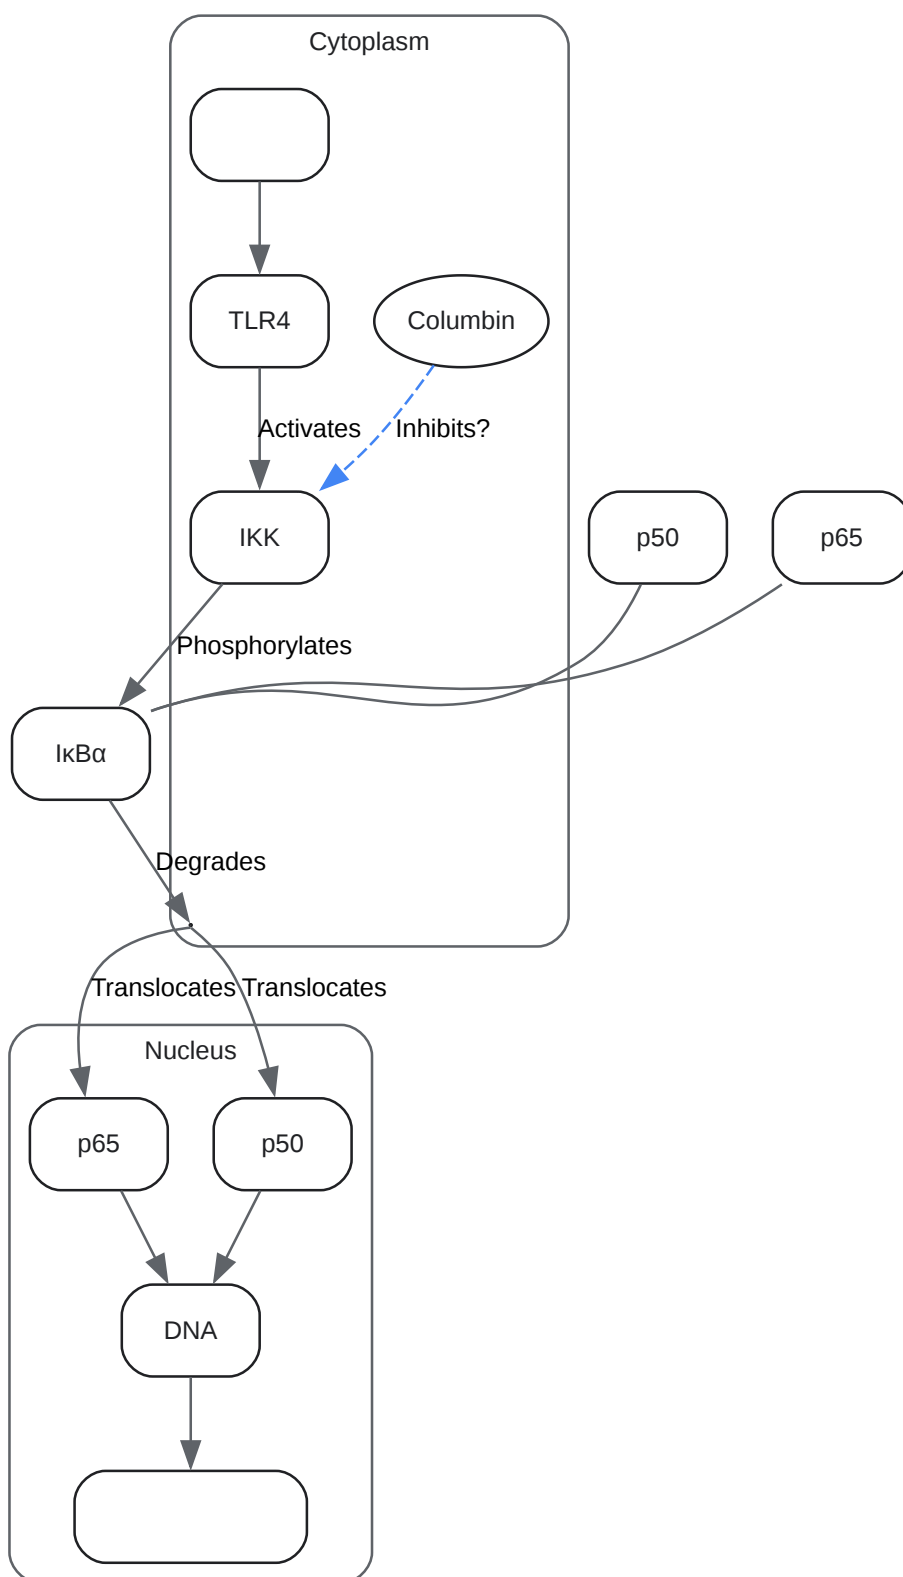 Cytoplasm
TLR4
Columbin
Activates
Inhibits?
IKK
p50
p65
Phosphorylates
IκBα
Degrades
Translocates
Translocates
Nucleus
p65
p50
DNA